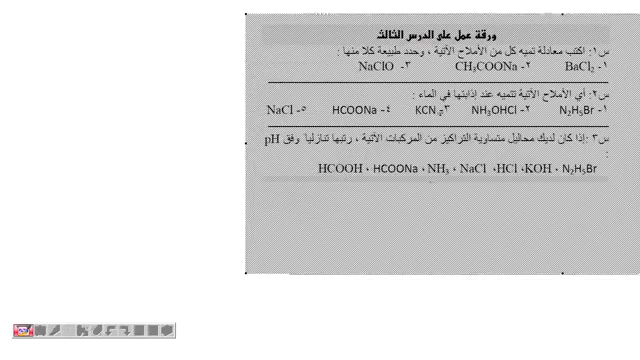 ورقة عمل على الدرس الثالث
س١: اكتب معادلة تميه كل من الأملاح الآتية ، وحدد طبيعة كلا منها :
١- BaCl₂ ٢- CH₃COONa ٣- NaClO
س٢: أي الأملاح الآتية تتميه عند إذابتها في الماء :
١- N₂H₅Br ٢- NH₃OHCl ٣- KCN ٤- HCOONa ٥- NaCl
س٣ :إذا كان لديك محاليل متساوية التراكيز من المركبات الآتية ، رتبها تنازليا وفق pH
:
HCOOH ، HCOONa ، NH₃ ، NaCl ،HCl ،KOH ، N₂H₅Br